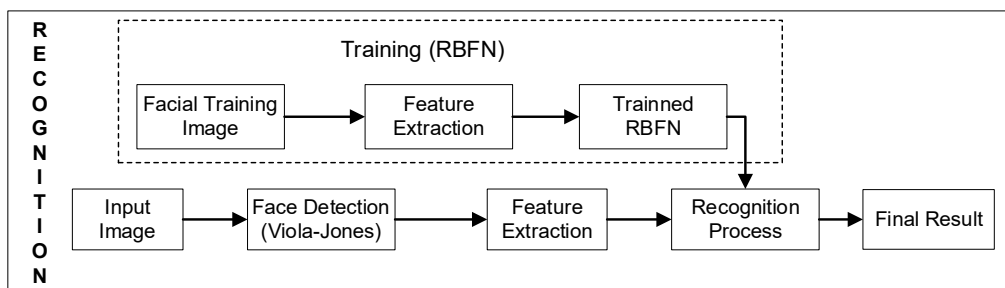 RECOGNITION
Training (RBFN)
Facial Training
Image
Feature
Extraction
Trainned
RBFN
Input
Image
Face Detection
(Viola-Jones)
Feature
Extraction
Recognition
Process
Final Result